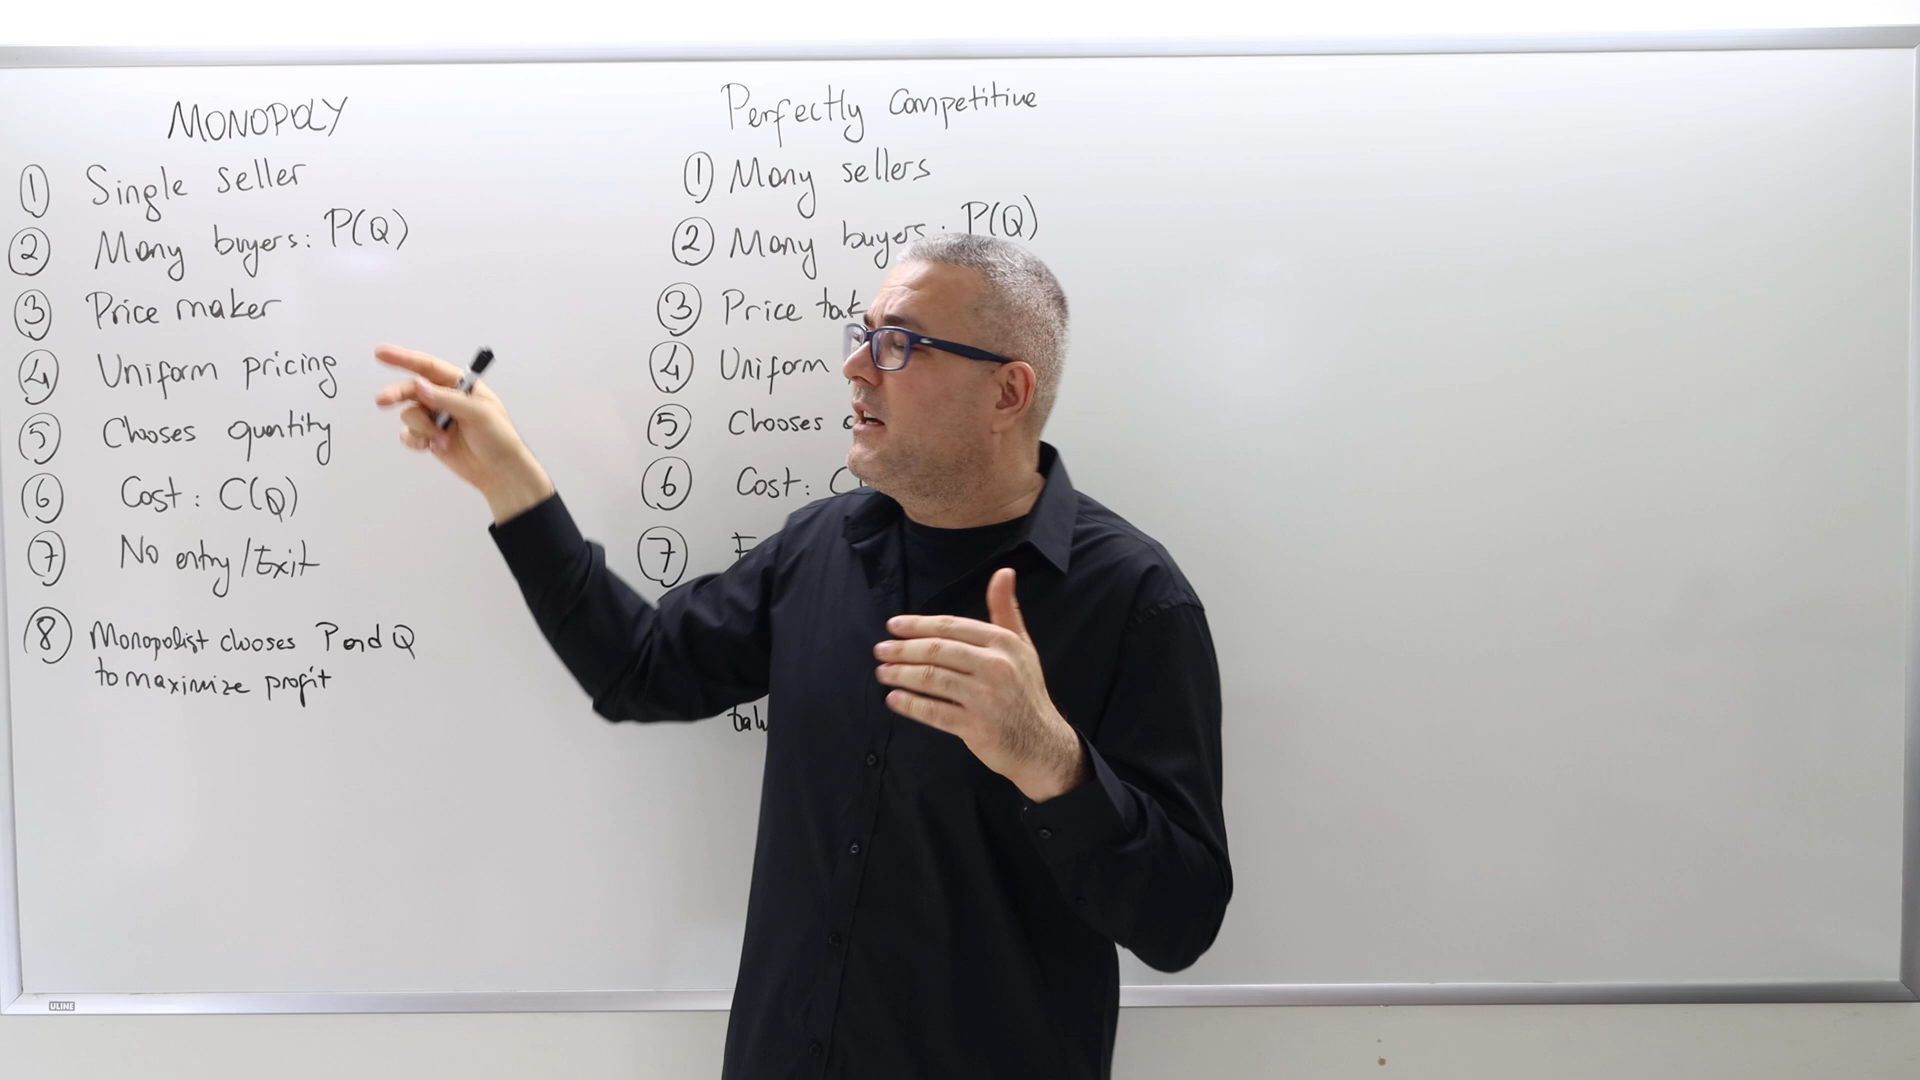 MONOPOLY
① Single seller
② Many buyers: P(Q)
③ Price maker
④ Uniform pricing
⑤ Chooses quantity
⑥ Cost: C(Q)
⑦ No entry/Exit
⑧ Monopolist chooses P and Q
to maximize profit
Perfectly Competitive
① Many sellers
② Many buyers: P(Q)
③ Price
④ Uniform
⑤ Chooses
⑥ Cost:
⑦
ULINE